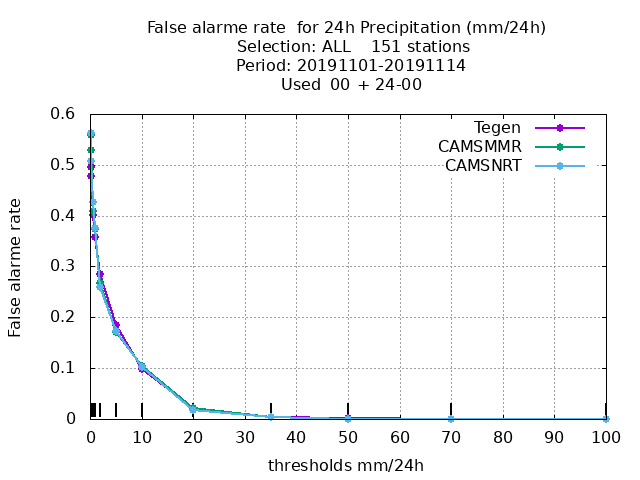 False alarme rate  for 24h Precipitation (mm/24h)
Selection: ALL    151 stations
Period: 20191101-20191114
Used  00 + 24-00
Tegen
CAMSMMR
CAMSNRT
0.6
0.5
0.4
0.3
0.2
0.1
0
False alarme rate
0 10 20 30 40 50 60 70 80 90 100
thresholds mm/24h